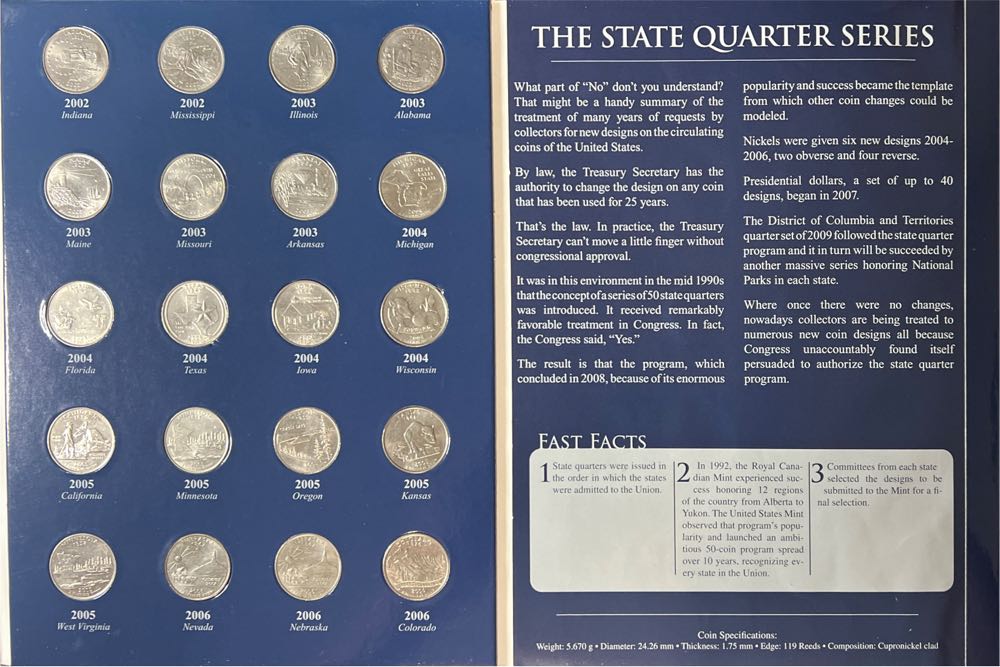 2002
Indiana
2002
Mississippi
2003
Illinois
2003
Alabama
2003
Maine
2003
Missouri
2003
Arkansas
2004
Michigan
2004
Florida
2004
Texas
2004
Iowa
2004
Wisconsin
2005
California
2005
Minnesota
2005
Oregon
2005
Kansas
2005
West Virginia
2006
Nevada
2006
Nebraska
2006
Colorado
THE STATE QUARTER SERIES
What part of “No” don’t you understand?
That might be a handy summary of the
treatment of many years of requests by
collectors for new designs on the circulating
coins of the United States.
By law, the Treasury Secretary has the
authority to change the design on any coin
that has been used for 25 years.
That’s the law. In practice, the Treasury
Secretary can’t move a little finger without
congressional approval.
It was in this environment in the mid 1990s
that the concept of a series of 50 state quarters
was introduced. It received remarkably
favorable treatment in Congress. In fact,
the Congress said, “Yes.”
The result is that the program, which
concluded in 2008, because of its enormous
popularity and success became the template
from which other coin changes could be
modeled.
Nickels were given six new designs 2004-
2006, two obverse and four reverse.
Presidential dollars, a set of up to 40
designs, began in 2007.
The District of Columbia and Territories
quarter set of 2009 followed the state quarter
program and it in turn will be succeeded by
another massive series honoring National
Parks in each state.
Where once there were no changes,
nowadays collectors are being treated to
numerous new coin designs all because
Congress unaccountably found itself
persuaded to authorize the state quarter
program.
FAST FACTS
1 State quarters were issued in
the order in which the states
were admitted to the Union.
2 In 1992, the Royal Cana-
dian Mint experienced suc-
cess honoring 12 regions
of the country from Alberta to
Yukon. The United States Mint
observed that program’s popu-
larity and launched an ambi-
tious 50-coin program spread
over 10 years, recognizing ev-
ery state in the Union.
3 Committees from each state
selected the designs to be
submitted to the Mint for a fi-
nal selection.
Coin Specifications:
Weight: 5.670 g • Diameter: 24.26 mm • Thickness: 1.75 mm • Edge: 119 Reeds • Composition: Cupronickel clad